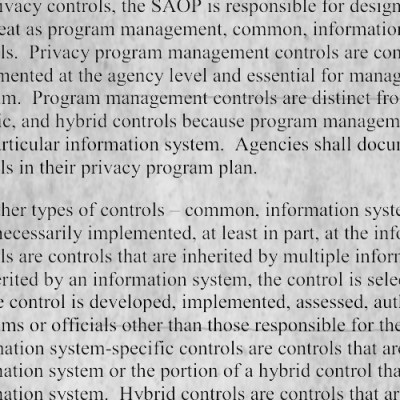 ivacy controls, the SAOP is responsible for design
eat as program management, common, information
ls. Privacy program management controls are con
mented at the agency level and essential for manag
m. Program management controls are distinct fro
ic, and hybrid controls because program managem
articular information system. Agencies shall docu
ls in their privacy program plan.
her types of controls – common, information syste
necessarily implemented, at least in part, at the info
ls are controls that are inherited by multiple inform
erited by an information system, the control is sele
e control is developed, implemented, assessed, aut
ms or officials other than those responsible for the
nation system-specific controls are controls that are
nation system or the portion of a hybrid control tha
nation system. Hybrid controls are controls that ar